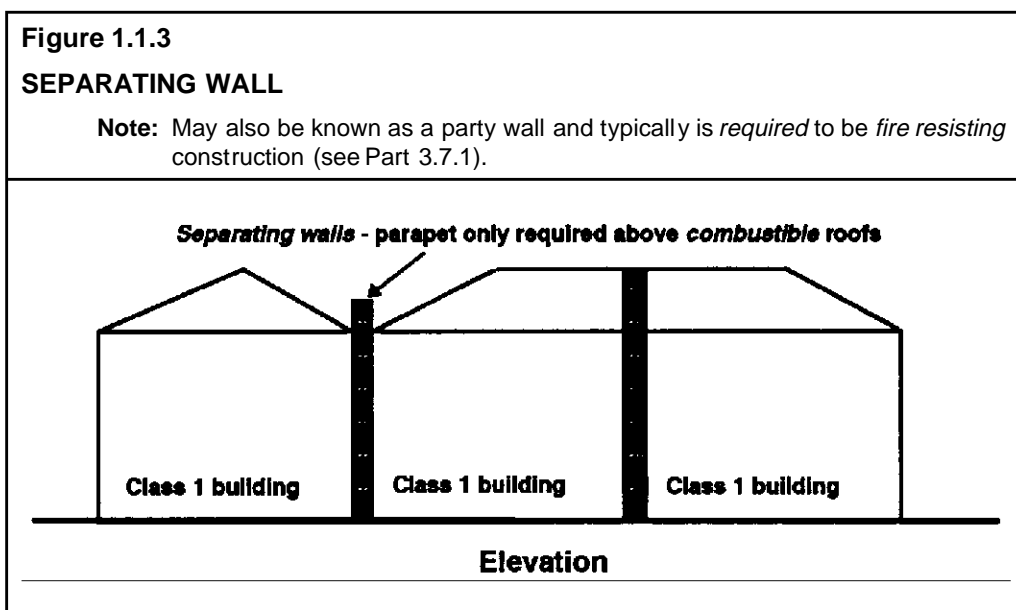 Figure 1.1.3
SEPARATING WALL
Note: May also be known as a party wall and typically is required to be fire resisting
construction (see Part 3.7.1).
Separating walls - parapet only required above combustible roofs
Class 1 building
Class 1 building
Class 1 building
Elevation